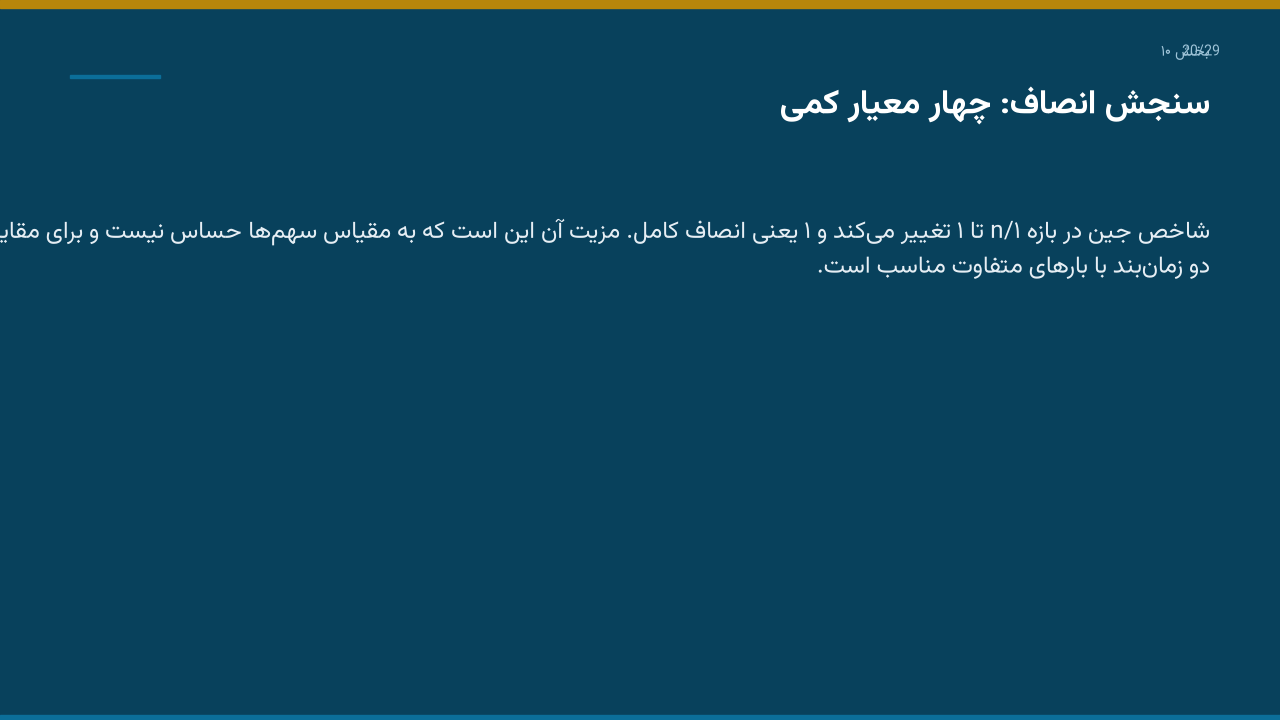 بخش ۱۰
20/29
سنجش انصاف: چهار معیار کمی
شاخص جین در بازه ۱/n تا ۱ تغییر می‌کند و ۱ یعنی انصاف کامل. مزیت آن این است که به مقیاس سهم‌ها حساس نیست و برای
دو زمان‌بند با بارهای متفاوت مناسب است.